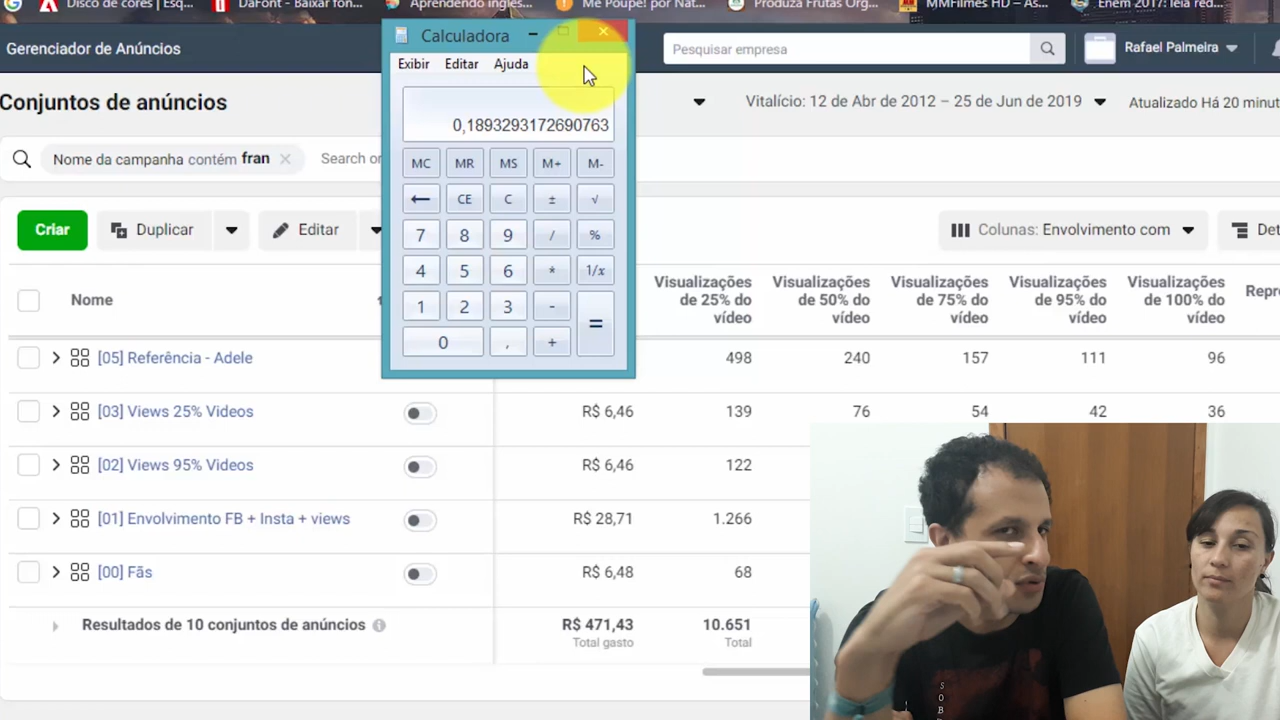 Disco de cores | Esq...
DaFont - Baixar fon...
Aprendendo inglês...
Me Poupe! por Nat...
Produza Frutas Org...
MMFilmes HD – As...
Enem 2017: leia red...
Gerenciador de Anúncios
Pesquisar empresa
Rafael Palmeira
Calculadora
Exibir Editar Ajuda
0,1893293172690763
MC MR MS M+ M-
← CE C ± √
7 8 9 / %
4 5 6 * 1/x
1 2 3 - =
0 , +
Conjuntos de anúncios
Vitalício: 12 de Abr de 2012 – 25 de Jun de 2019
Atualizado Há 20 minut
Nome da campanha contém fran ×
Search or
Criar
Duplicar
Editar
Colunas: Envolvimento com
Det
Nome
Visualizações
de 25% do
vídeo
Visualizações
de 50% do
vídeo
Visualizações
de 75% do
vídeo
Visualizações
de 95% do
vídeo
Visualizações
de 100% do
vídeo
Repr
[05] Referência - Adele 498 240 157 111 96
[03] Views 25% Videos R$ 6,46 139 76 54 42 36
[02] Views 95% Videos R$ 6,46 122
[01] Envolvimento FB + Insta + views R$ 28,71 1.266
[00] Fãs R$ 6,48 68
Resultados de 10 conjuntos de anúncios R$ 471,43 10.651
Total gasto Total
S
O
B